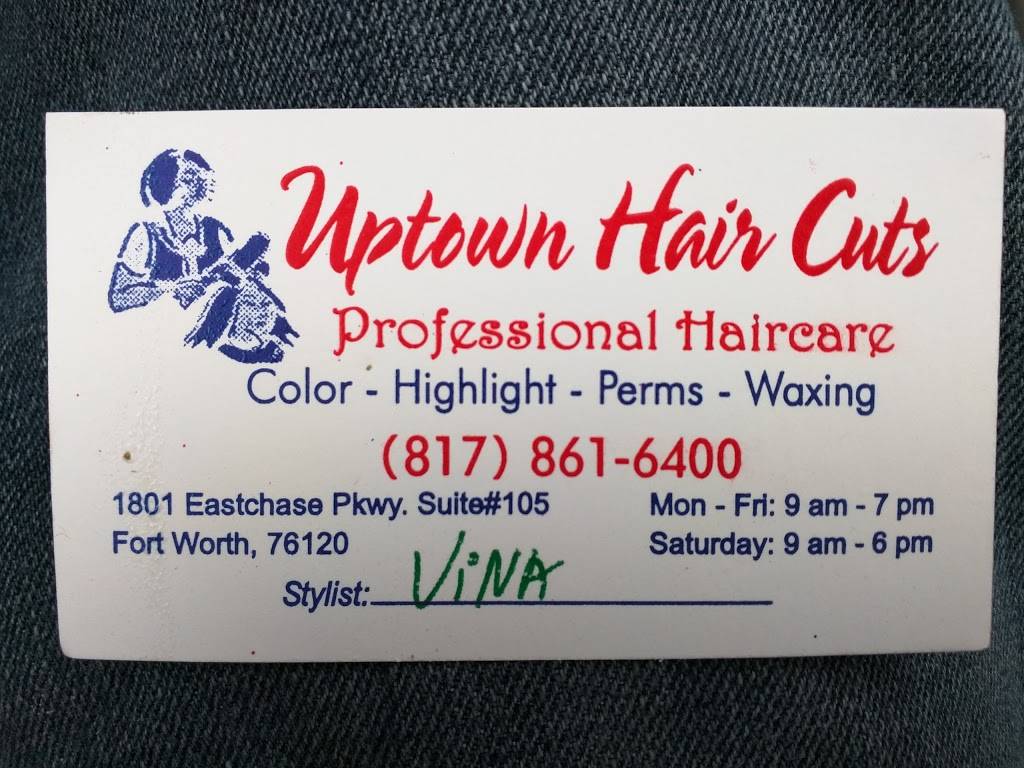 Uptown Hair Cuts
Professional Haircare
Color - Highlight - Perms - Waxing
(817) 861-6400
1801 Eastchase Pkwy. Suite#105
Fort Worth, 76120
Mon - Fri: 9 am - 7 pm
Saturday: 9 am - 6 pm
Stylist: ViNA